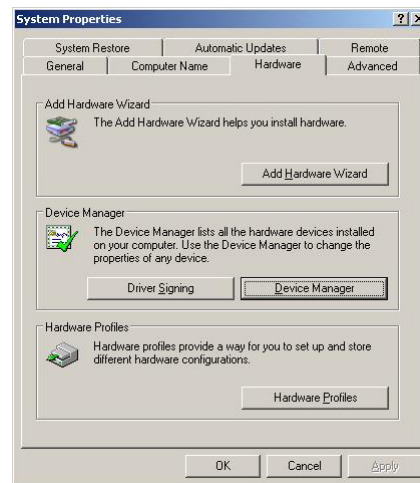 System Properties
System Restore Automatic Updates Remote
General Computer Name Hardware Advanced
Add Hardware Wizard
The Add Hardware Wizard helps you install hardware.
Add Hardware Wizard
Device Manager
The Device Manager lists all the hardware devices installed
on your computer. Use the Device Manager to change the
properties of any device.
Driver Signing Device Manager
Hardware Profiles
Hardware profiles provide a way for you to set up and store
different hardware configurations.
Hardware Profiles
OK Cancel Apply